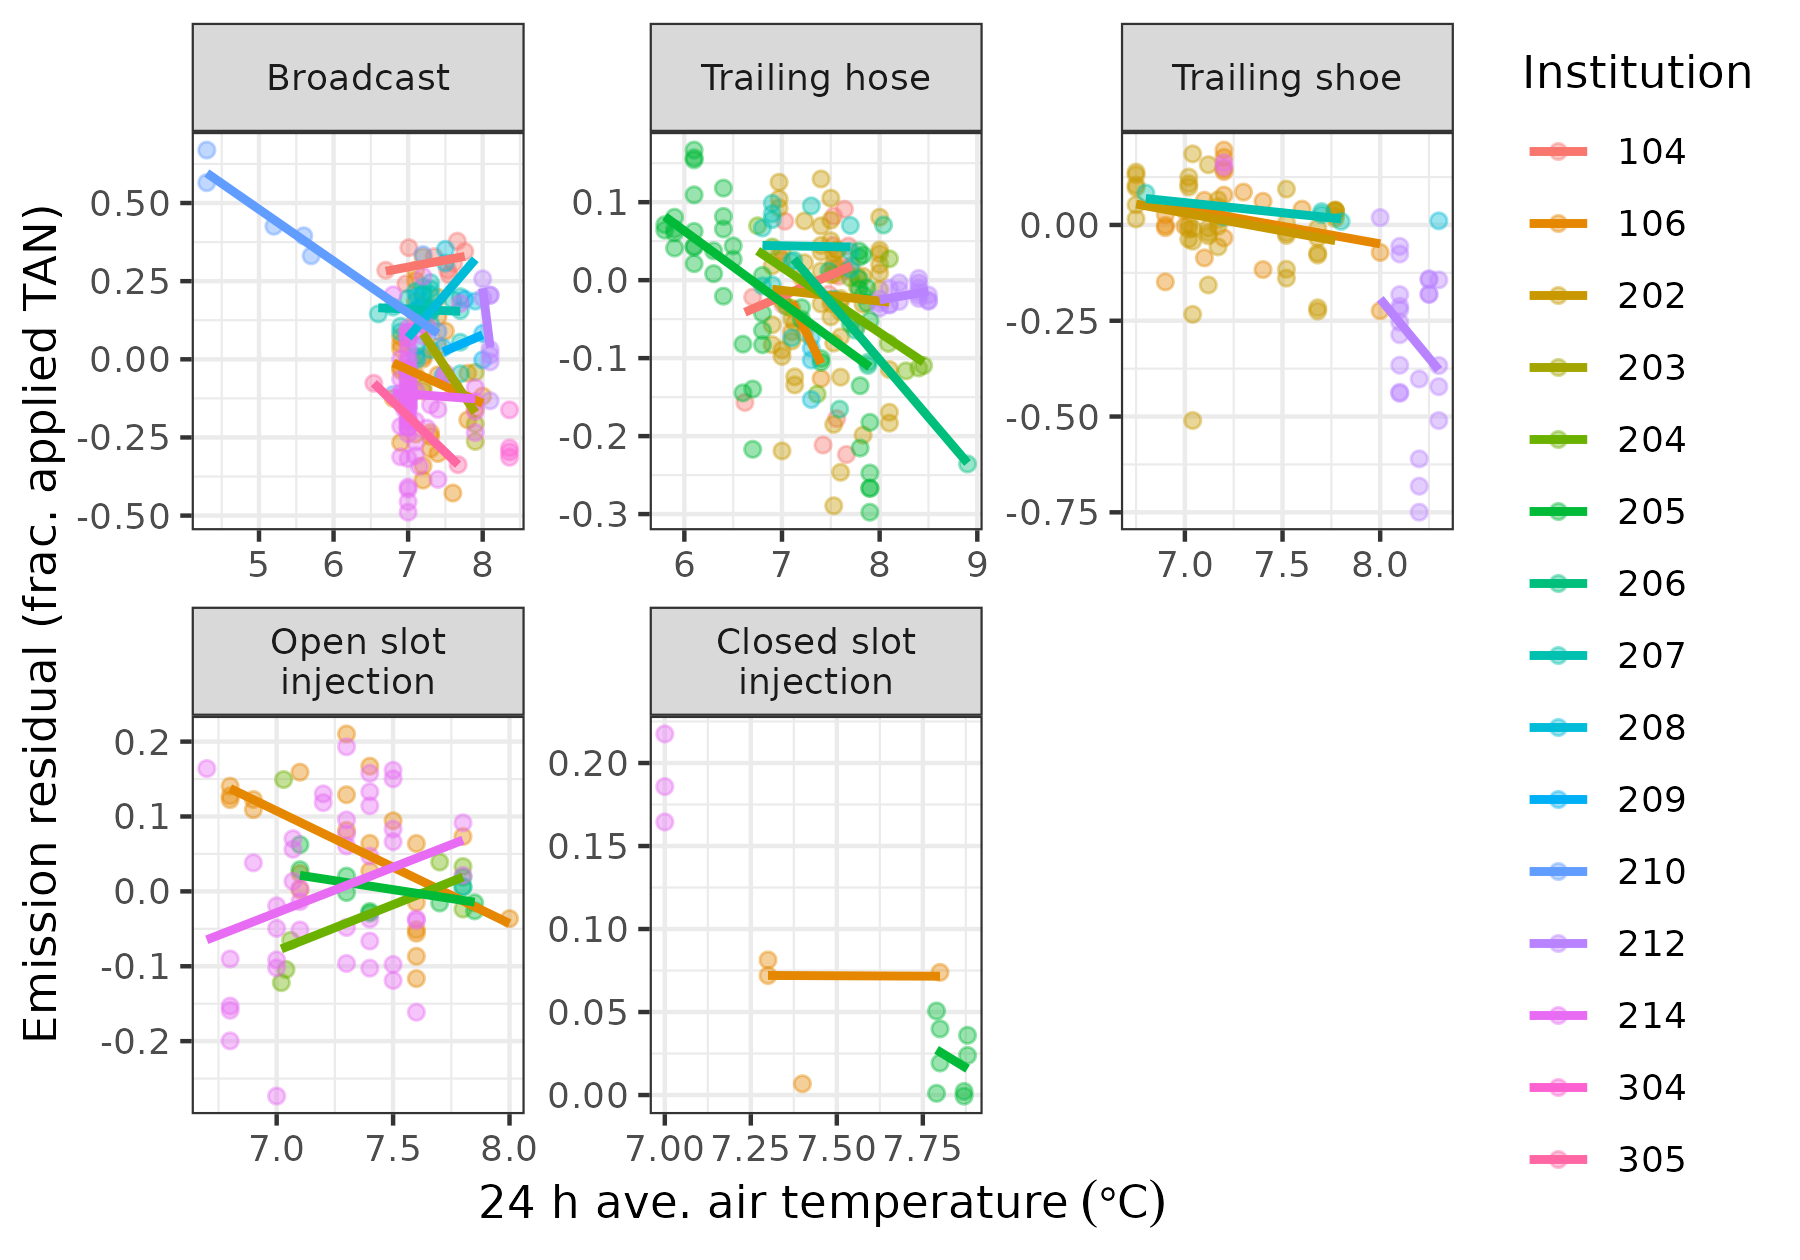 Broadcast
Trailing hose
Trailing shoe
Institution
104
106
202
203
204
205
206
207
208
209
210
212
214
304
305
0.50
0.25
0.00
-0.25
-0.50
5 6 7 8
0.1
0.0
-0.1
-0.2
-0.3
6 7 8 9
0.00
-0.25
-0.50
-0.75
7.0 7.5 8.0
Open slot
injection
Closed slot
injection
0.2
0.1
0.0
-0.1
-0.2
7.0 7.5 8.0
0.20
0.15
0.10
0.05
0.00
7.00 7.25 7.50 7.75
Emission residual (frac. applied TAN)
24 h ave. air temperature (°C)